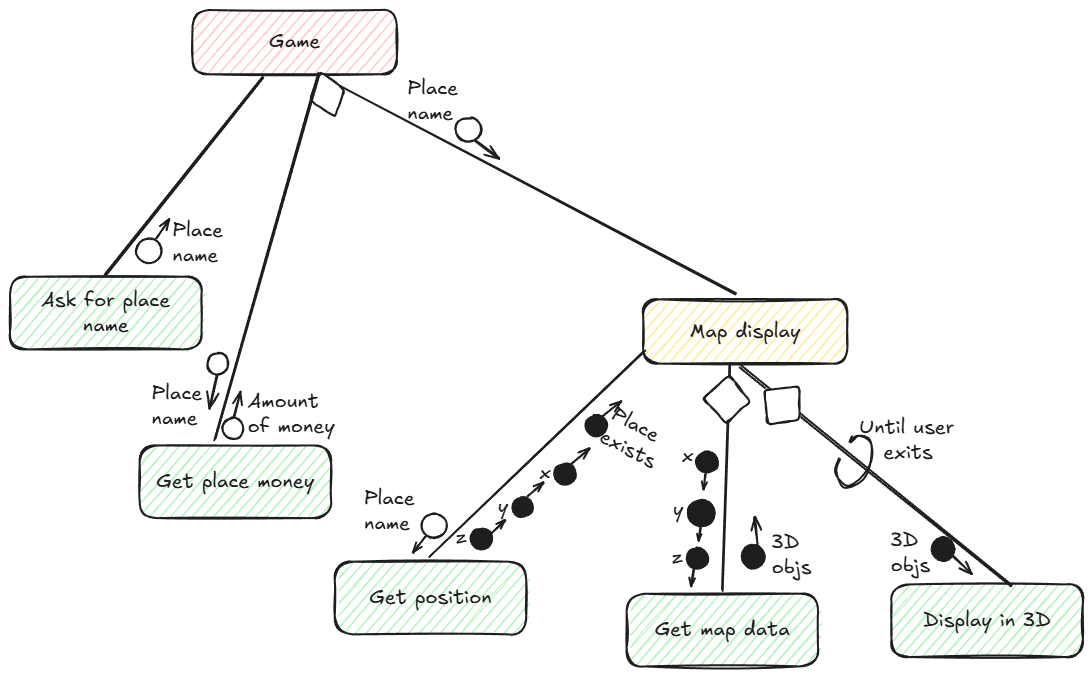 Game
Place
name
Place
name
Ask for place
name
Map display
Place
name
Amount
of money
Place
exists
Until user
exits
x
x
Get place money
Place
name
y
y
z
z
3D
objs
3D
objs
Get position
Get map data
Display in 3D